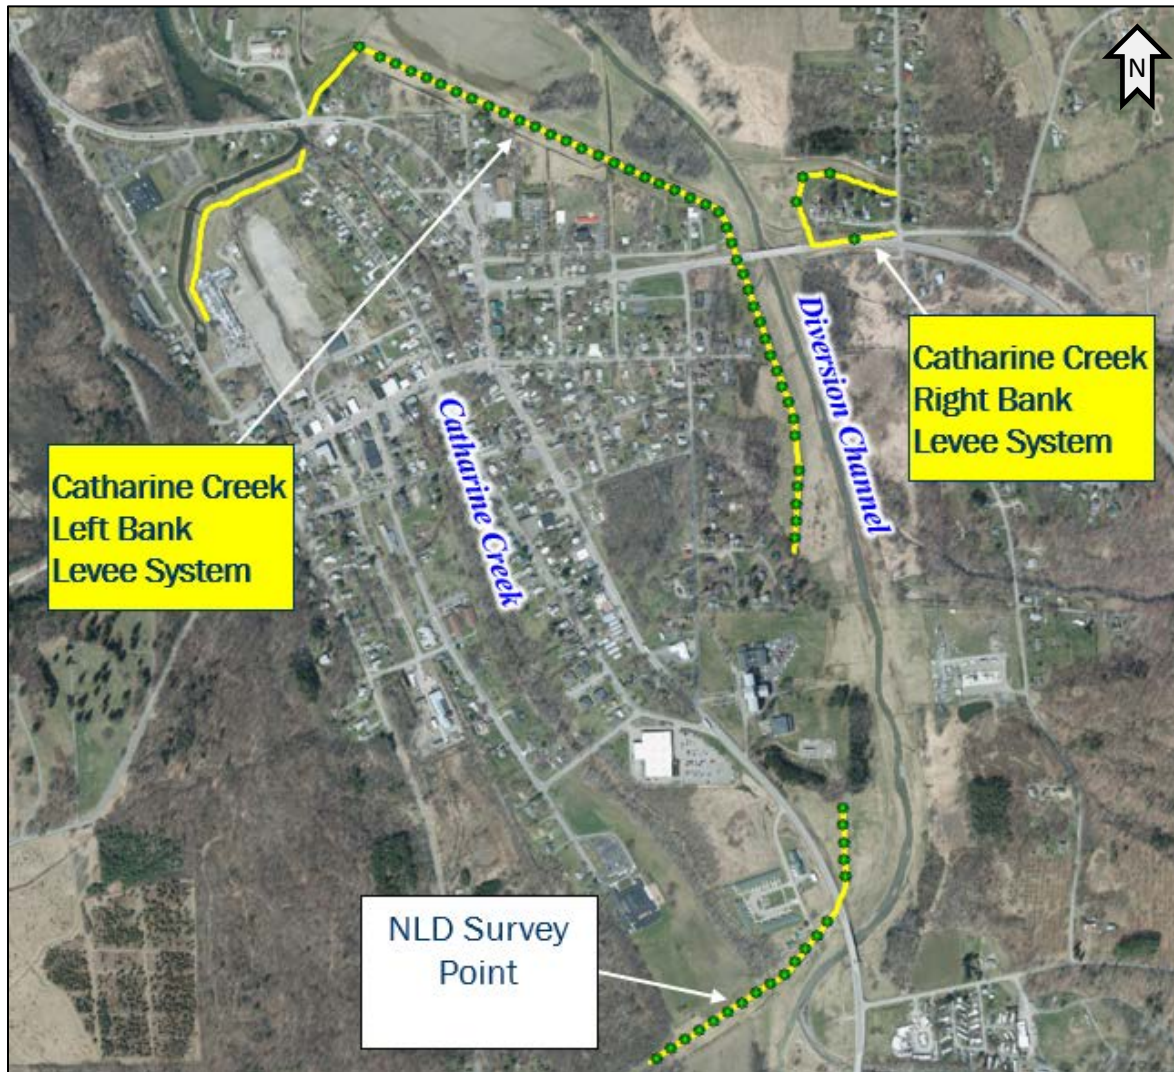 N
Diversion Channel
Catharine Creek
Right Bank
Levee System
Catharine Creek
Catharine Creek
Left Bank
Levee System
NLD Survey
Point